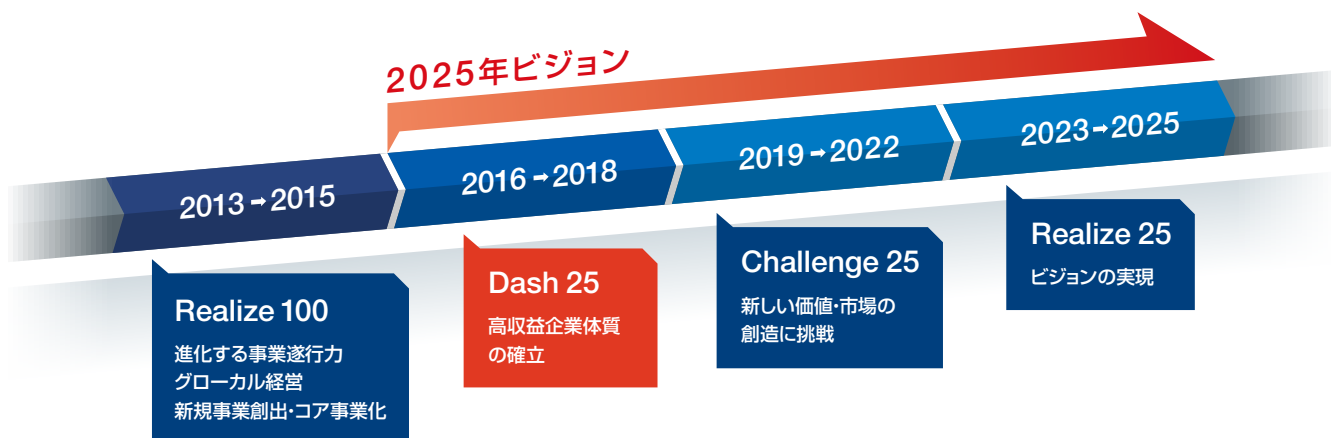 2025年ビジョン
2013→2015
2016→2018
2019→2022
2023→2025
Realize 100
進化する事業遂行力
グローカル経営
新規事業創出・コア事業化
Dash 25
高収益企業体質
の確立
Challenge 25
新しい価値・市場の
創造に挑戦
Realize 25
ビジョンの実現